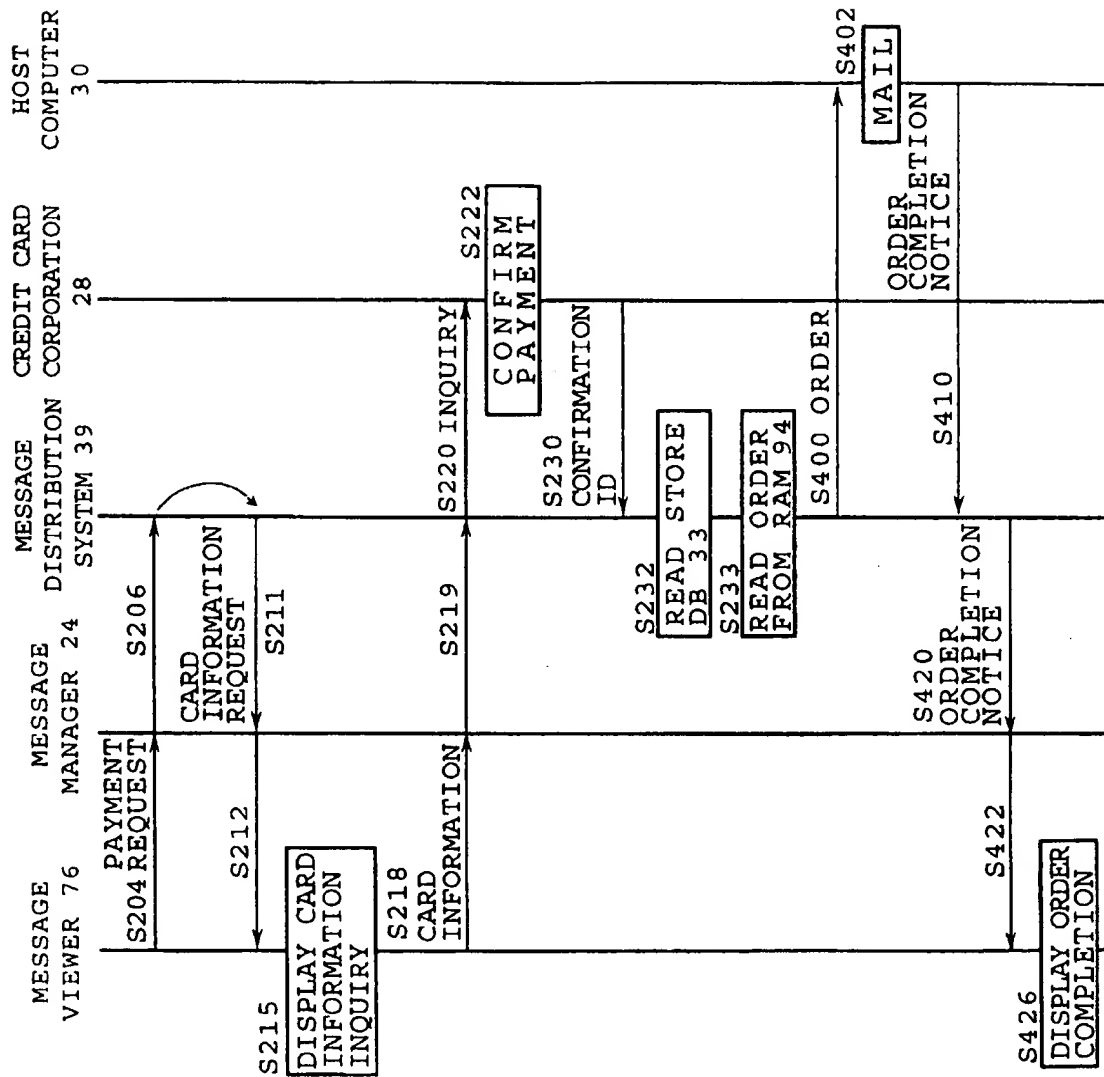 MESSAGE
VIEWER 76
MESSAGE
MANAGER 24
MESSAGE
DISTRIBUTION
SYSTEM 39
CREDIT CARD
CORPORATION
28
HOST
COMPUTER
30
PAYMENT
S204 REQUEST
S206
CARD
INFORMATION
REQUEST
S211
S212
S215
DISPLAY CARD
INFORMATION
INQUIRY
S218
CARD
INFORMATION
S219
S220 INQUIRY
S222
CONFIRM
PAYMENT
S230
CONFIRMATION
ID
S232
READ STORE
DB 33
S233
READ ORDER
FROM RAM 94
S400 ORDER
S402
MAIL
ORDER
COMPLETION
NOTICE
S410
S420
ORDER
COMPLETION
NOTICE
S422
S426
DISPLAY ORDER
COMPLETION